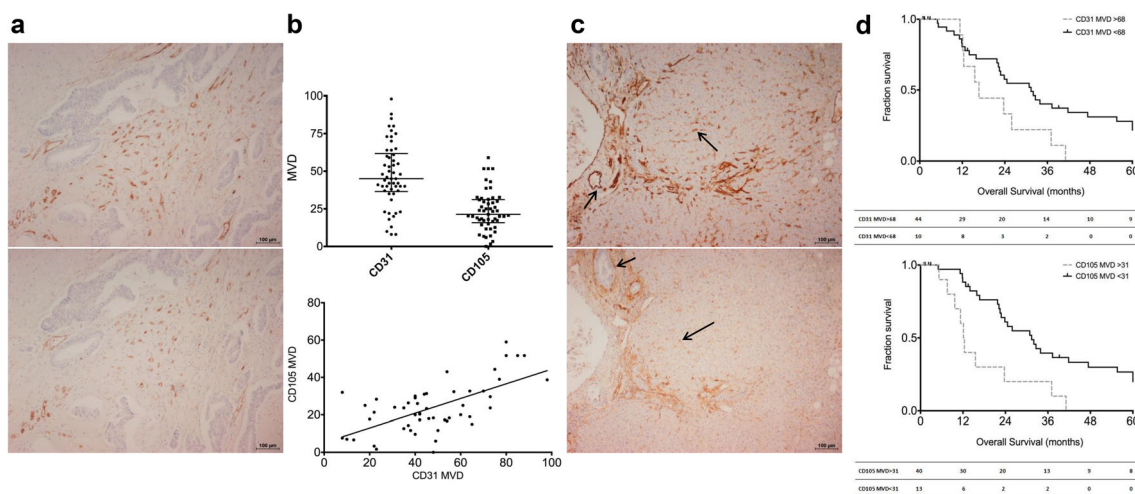 a
b
c
d
100 µm
100 µm
MVD
100
75
50
25
0
CD31
CD105
CD105 MVD
80
60
40
20
0
0 20 40 60 80 100
CD31 MVD
100 µm
100 µm
CD31 MVD >68
CD31 MVD <68
Fraction survival
1.0
0.5
0.0
0 12 24 36 48 60
Overall Survival (months)
CD31 MVD>68 44 29 20 14 10 9
CD31 MVD<68 10 8 3 2 0 0
CD105 MVD >31
CD105 MVD <31
Fraction survival
1.0
0.5
0.0
0 12 24 36 48 60
Overall Survival (months)
CD105 MVD>31 40 30 20 13 9 8
CD105 MVD<31 13 6 2 2 0 0